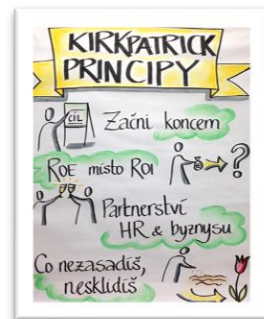 KIRKPATRICK
PRINCIPY
CÍL
Začni koncem
ROE místo ROI
?
Partnerství
HR & byznysu
Co nezasadíš,
nesklidíš